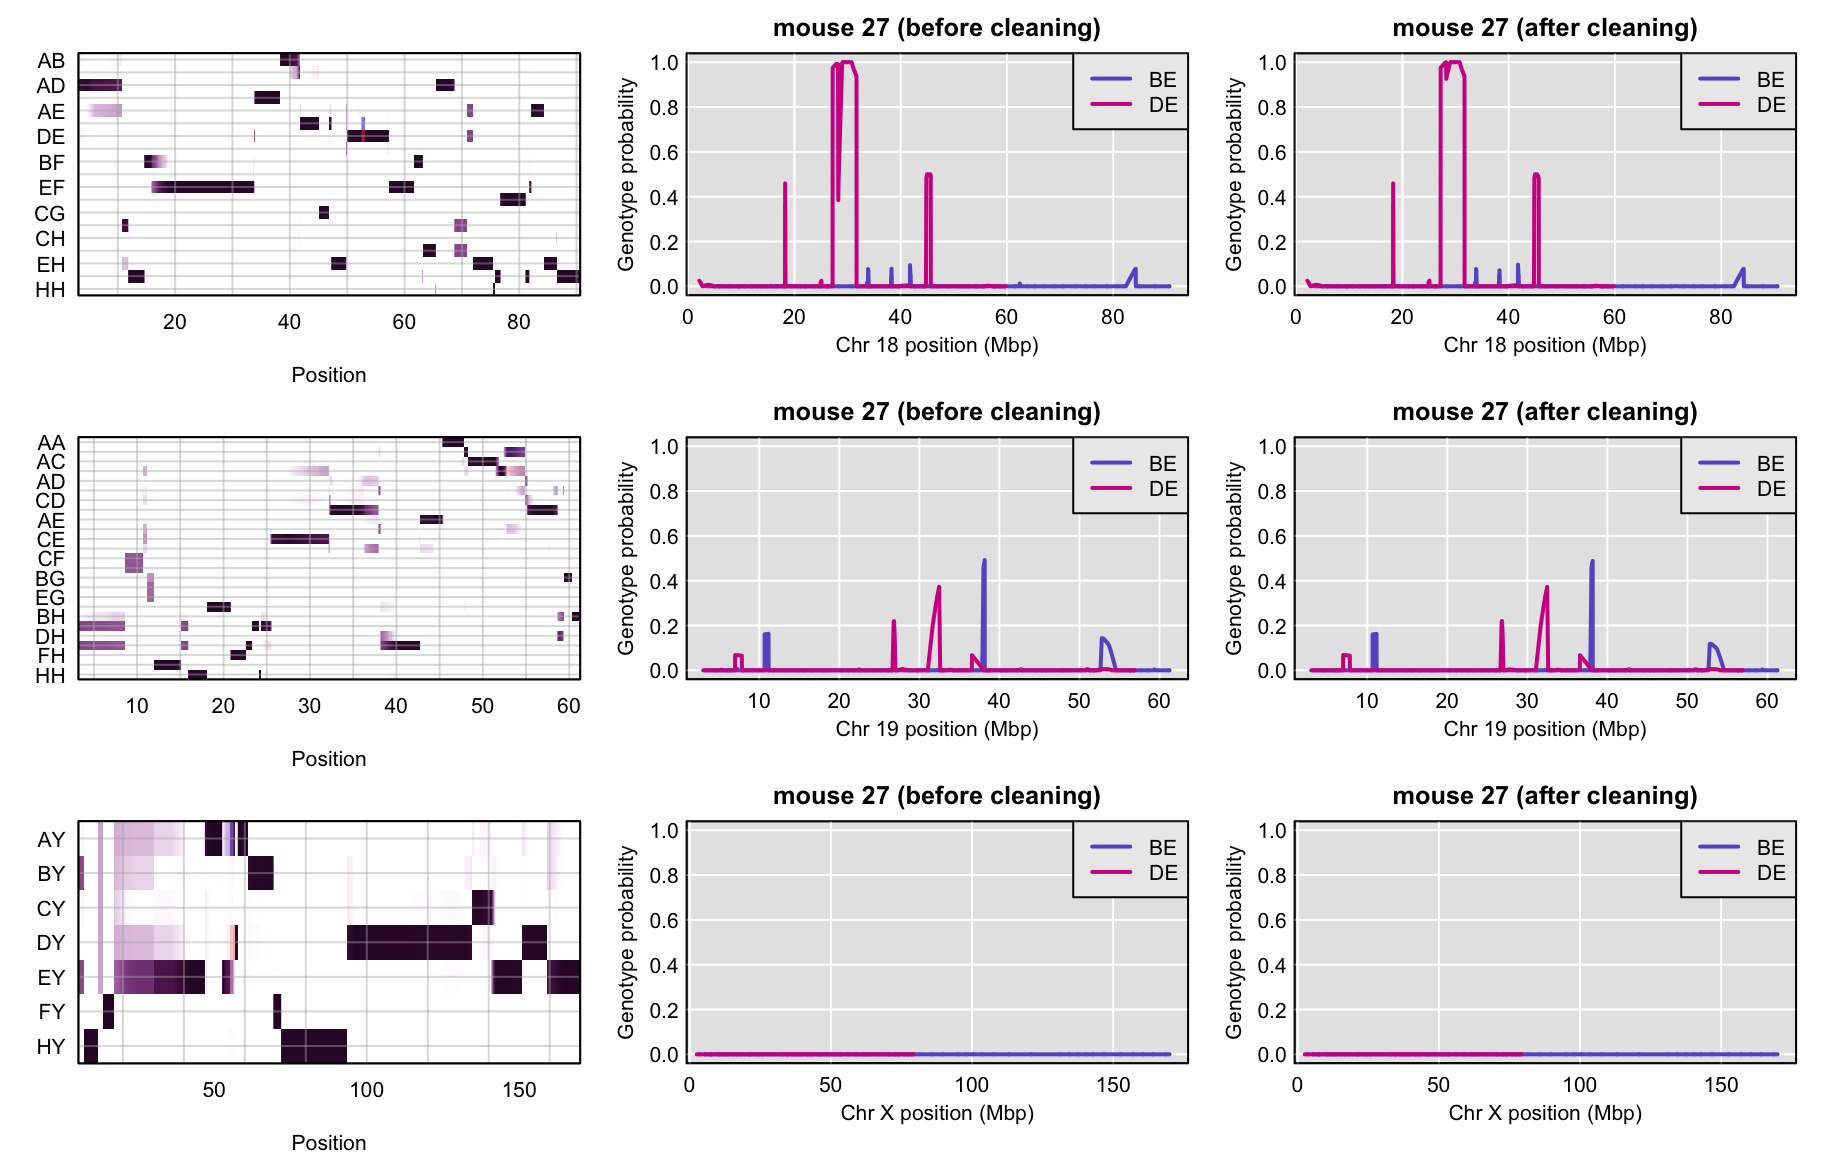 AB
AD
AE
DE
BF
EF
CG
CH
EH
HH
20 40 60 80
Position
mouse 27 (before cleaning)
Genotype probability
1.0
0.8
0.6
0.4
0.2
0.0
BE
DE
0 20 40 60 80
Chr 18 position (Mbp)
mouse 27 (after cleaning)
Genotype probability
1.0
0.8
0.6
0.4
0.2
0.0
BE
DE
0 20 40 60 80
Chr 18 position (Mbp)
AA
AC
AD
CD
AE
CE
CF
BG
EG
BH
DH
FH
HH
10 20 30 40 50 60
Position
mouse 27 (before cleaning)
Genotype probability
1.0
0.8
0.6
0.4
0.2
0.0
BE
DE
10 20 30 40 50 60
Chr 19 position (Mbp)
mouse 27 (after cleaning)
Genotype probability
1.0
0.8
0.6
0.4
0.2
0.0
BE
DE
10 20 30 40 50 60
Chr 19 position (Mbp)
AY
BY
CY
DY
EY
FY
HY
50 100 150
Position
mouse 27 (before cleaning)
Genotype probability
1.0
0.8
0.6
0.4
0.2
0.0
BE
DE
0 50 100 150
Chr X position (Mbp)
mouse 27 (after cleaning)
Genotype probability
1.0
0.8
0.6
0.4
0.2
0.0
BE
DE
0 50 100 150
Chr X position (Mbp)